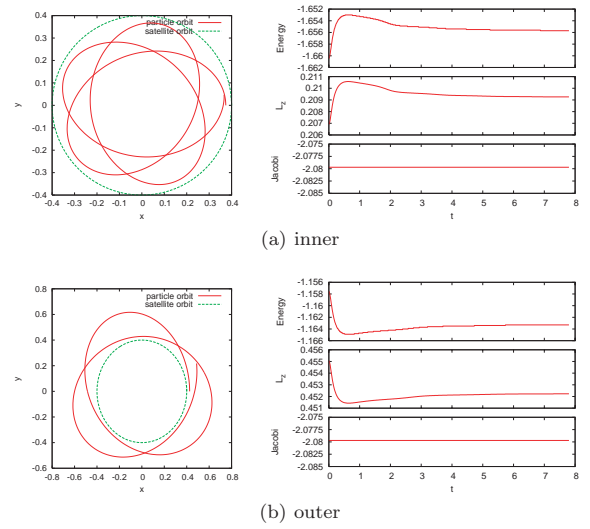 particle orbit
satellite orbit
y
0.4
0.3
0.2
0.1
0
-0.1
-0.2
-0.3
-0.4
-0.4 -0.3 -0.2 -0.1 0.0 0.1 0.2 0.3 0.4
x
Energy
-1.652
-1.654
-1.656
-1.658
-1.66
-1.662
Lz
0.211
0.21
0.209
0.207
0.206
Jacobi
-2.075
-2.0775
-2.08
-2.0825
-2.085
0 1 2 3 4 5 6 7 8
t
(a) inner
particle orbit
satellite orbit
y
0.8
0.6
0.4
0.2
0
-0.2
-0.4
-0.6
-0.8 -0.6 -0.4 -0.2 0 0.2 0.4 0.6 0.8
x
Energy
-1.156
-1.159
-1.162
-1.164
-1.166
Lz
0.456
0.454
0.452
0.451
Jacobi
-2.075
-2.0775
-2.08
-2.0825
-2.085
0 1 2 3 4 5 6 7 8
t
(b) outer